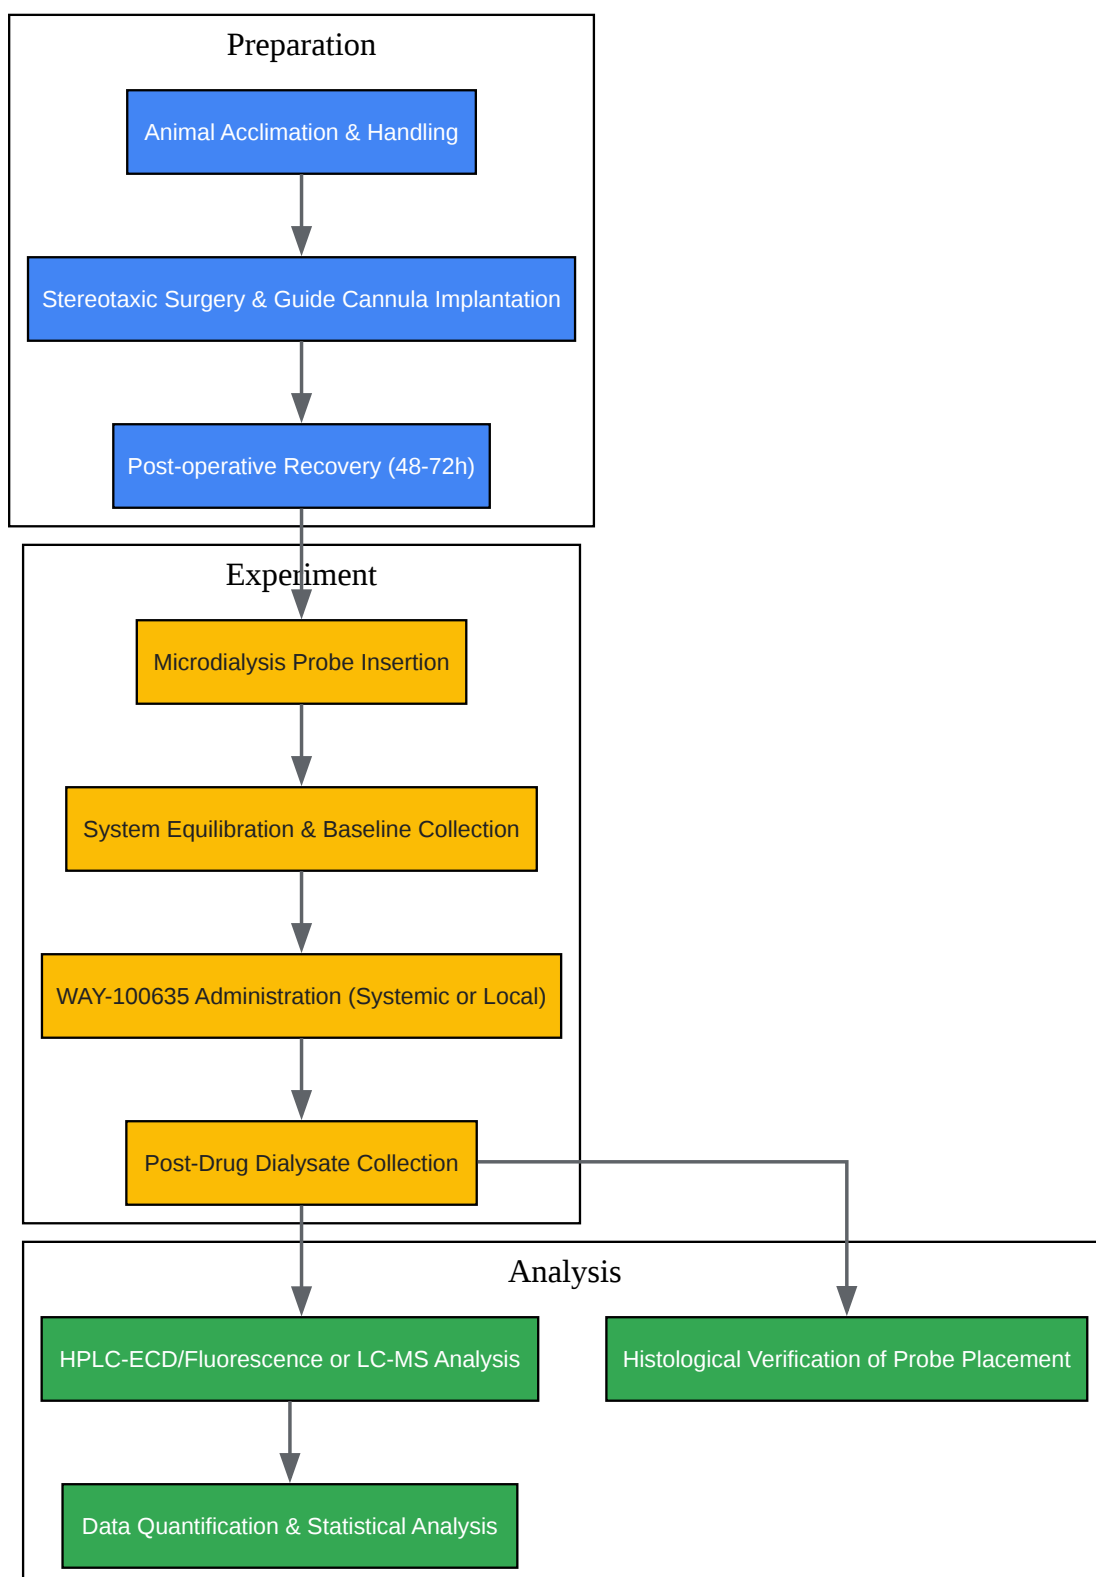 Preparation
Animal Acclimation & Handling
Stereotaxic Surgery & Guide Cannula Implantation
Post-operative Recovery (48-72h)
Experiment
Microdialysis Probe Insertion
System Equilibration & Baseline Collection
WAY-100635 Administration (Systemic or Local)
Post-Drug Dialysate Collection
Analysis
HPLC-ECD/Fluorescence or LC-MS Analysis
Histological Verification of Probe Placement
Data Quantification & Statistical Analysis